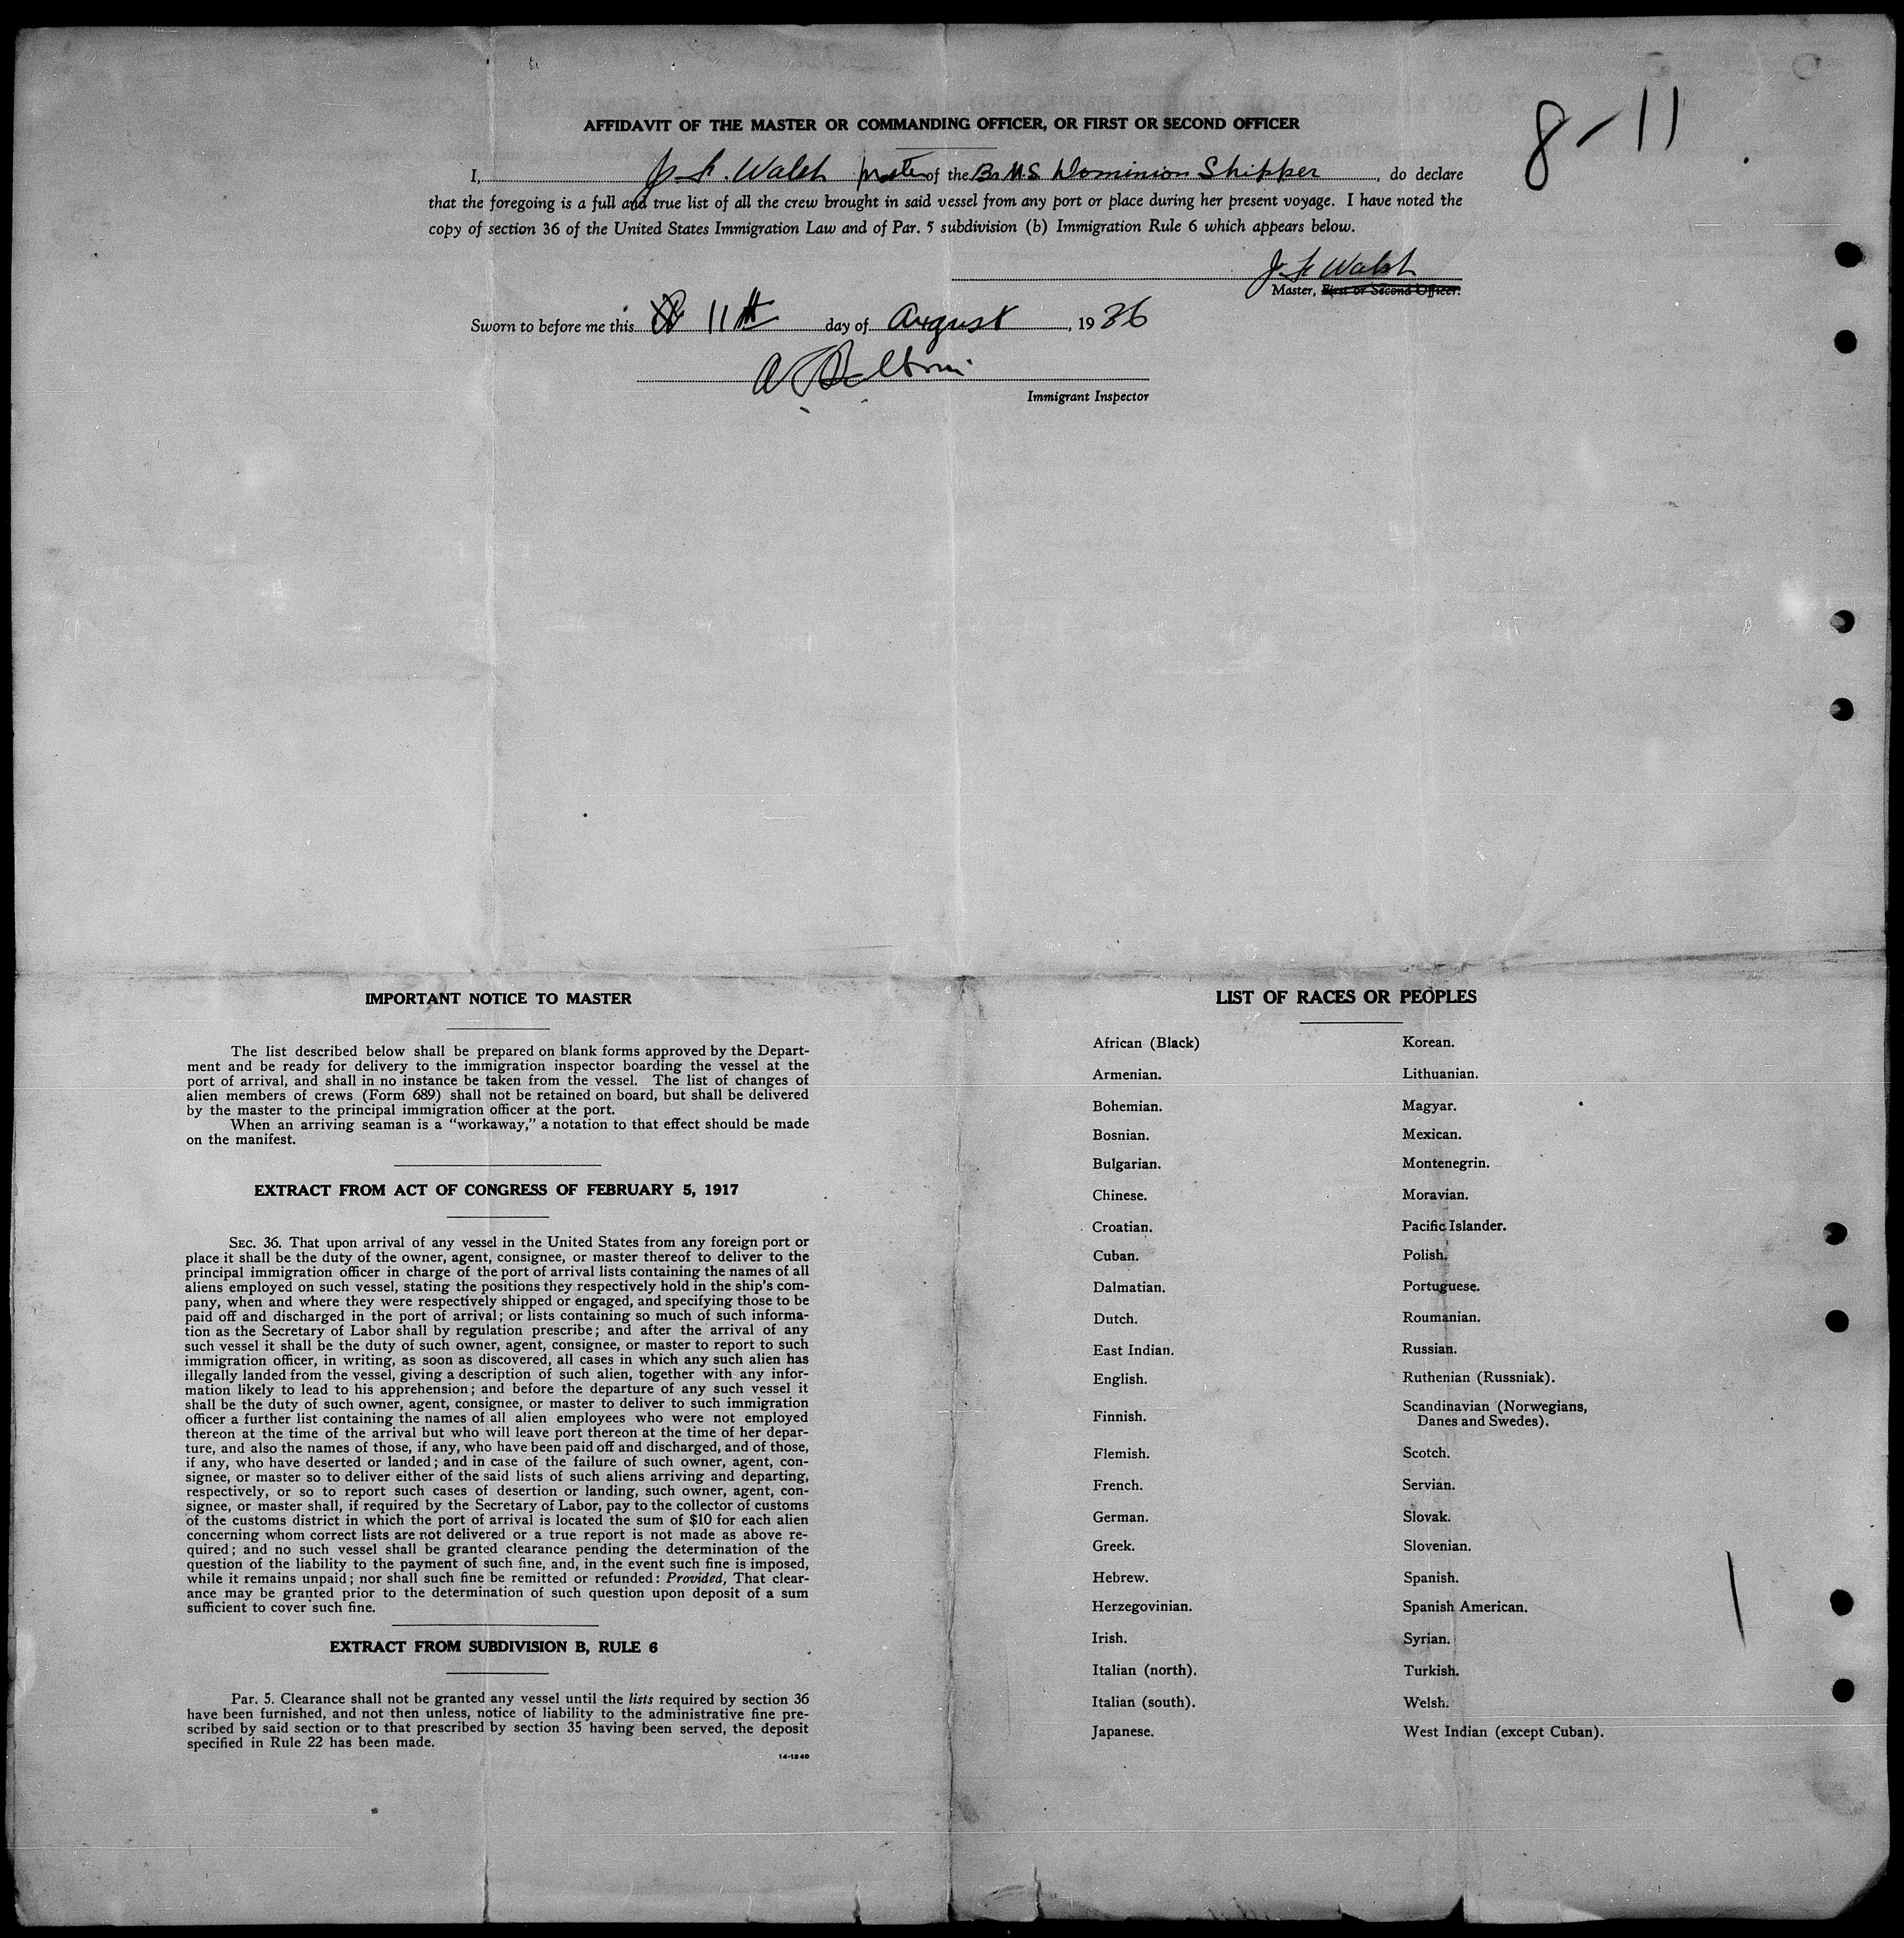 8-11
AFFIDAVIT OF THE MASTER OR COMMANDING OFFICER, OR FIRST OR SECOND OFFICER
I, Walsh master of the Br M.S. Dominion Shipper, do declare
that the foregoing is a full and true list of all the crew brought in said vessel from any port or place during her present voyage. I have noted the
copy of section 36 of the United States Immigration Law and of Par. 5 subdivision (b) Immigration Rule 6 which appears below.
Walsh
Master, First or Second Officer.
Sworn to before me this 11th day of August, 1936
Immigrant Inspector
IMPORTANT NOTICE TO MASTER
The list described below shall be prepared on blank forms approved by the Depart-
ment and be ready for delivery to the immigration inspector boarding the vessel at the
port of arrival, and shall in no instance be taken from the vessel. The list of changes of
alien members of crews (Form 689) shall not be retained on board, but shall be delivered
by the master to the principal immigration officer at the port.
When an arriving seaman is a "workaway," a notation to that effect should be made
on the manifest.
EXTRACT FROM ACT OF CONGRESS OF FEBRUARY 5, 1917
SEC. 36. That upon arrival of any vessel in the United States from any foreign port or
place it shall be the duty of the owner, agent, consignee, or master thereof to deliver to the
principal immigration officer in charge of the port of arrival lists containing the names of all
aliens employed on such vessel, stating the positions they respectively hold in the ship's com-
pany, when and where they were respectively shipped or engaged, and specifying those to be
paid off and discharged in the port of arrival; or lists containing so much of such informa-
tion as the Secretary of Labor shall by regulation prescribe; and after the arrival of any
such vessel it shall be the duty of such owner, agent, consignee, or master to report to such
immigration officer, in writing, as soon as discovered, all cases in which any such alien has
illegally landed from the vessel, giving a description of such alien, together with any infor-
mation likely to lead to his apprehension; and before the departure of any such vessel it
shall be the duty of such owner, agent, consignee, or master to deliver to such immigration
officer a further list containing the names of all alien employees who were not employed
thereon at the time of the arrival but who will leave port thereon at the time of her depar-
ture, and also the names of those, if any, who have been paid off and discharged, and of those,
if any, who have deserted or landed; and in case of the failure of such owner, agent, con-
signee, or master so to deliver either of the said lists of such aliens arriving and departing,
respectively, or so to report such cases of desertion or landing, such owner, agent, con-
signee, or master shall, if required by the Secretary of Labor, pay to the collector of customs
of the customs district in which the port of arrival is located the sum of $10 for each alien
concerning whom correct lists are not delivered or a true report is not made as above re-
quired; and no such vessel shall be granted clearance pending the determination of the
question of the liability to the payment of such fine, and, in the event such fine is imposed,
while it remains unpaid; nor shall such fine be remitted or refunded: Provided, That clear-
ance may be granted prior to the determination of such question upon deposit of a sum
sufficient to cover such fine.
EXTRACT FROM SUBDIVISION B, RULE 6
Par. 5. Clearance shall not be granted any vessel until the lists required by section 36
have been furnished, and not then unless, notice of liability to the administrative fine pre-
scribed by said section or to that prescribed by section 35 having been served, the deposit
specified in Rule 22 has been made.
14-1240
LIST OF RACES OR PEOPLES
African (Black)
Armenian.
Bohemian.
Bosnian.
Bulgarian.
Chinese.
Croatian.
Cuban.
Dalmatian.
Dutch.
East Indian.
English.
Finnish.
Flemish.
French.
German.
Greek.
Hebrew.
Herzegovinian.
Irish.
Italian (north).
Italian (south).
Japanese.
Korean.
Lithuanian.
Magyar.
Mexican.
Montenegrin.
Moravian.
Pacific Islander.
Polish.
Portuguese.
Roumanian.
Russian.
Ruthenian (Russniak).
Scandinavian (Norwegians,
Danes and Swedes).
Scotch.
Servian.
Slovak.
Slovenian.
Spanish.
Spanish American.
Syrian.
Turkish.
Welsh.
West Indian (except Cuban).